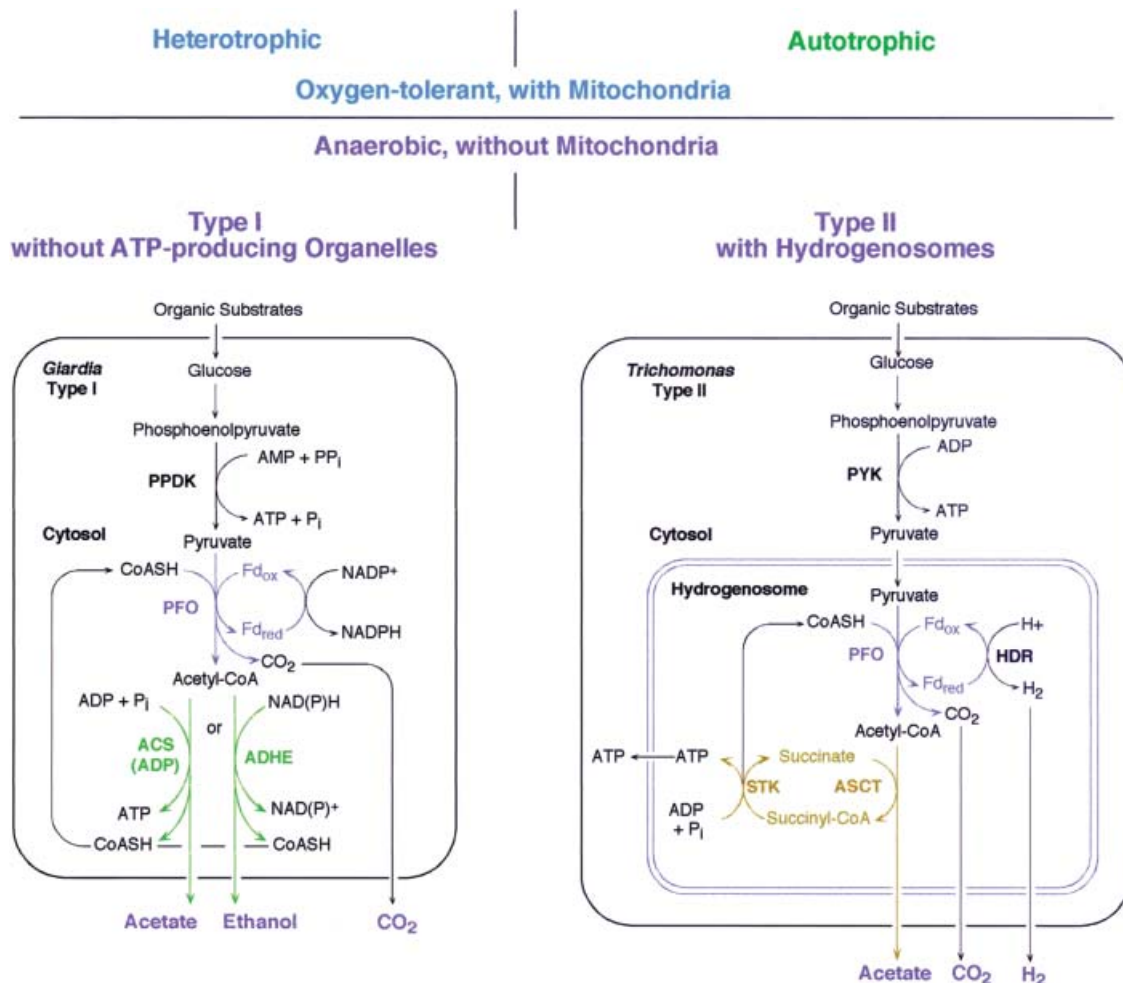 Heterotrophic
Autotrophic
Oxygen-tolerant, with Mitochondria
Anaerobic, without Mitochondria
Type I
without ATP-producing Organelles
Type II
with Hydrogenosomes
Organic Substrates
Giardia
Type I
Glucose
Phosphoenolpyruvate
AMP + PPi
PPDK
ATP + Pi
Cytosol
Pyruvate
CoASH
Fdox
NADP+
PFO
Fdred
NADPH
CO2
Acetyl-CoA
ADP + Pi
NAD(P)H
or
ACS
(ADP)
ADHE
ATP
NAD(P)+
CoASH
CoASH
Acetate
Ethanol
CO2
Organic Substrates
Trichomonas
Type II
Glucose
Phosphoenolpyruvate
ADP
PYK
ATP
Cytosol
Pyruvate
Hydrogenosome
Pyruvate
CoASH
Fdox
H+
PFO
HDR
Fdred
H2
CO2
Acetyl-CoA
ATP
ATP
Succinate
STK
ASCT
ADP
+ Pi
Succinyl-CoA
Acetate
CO2
H2